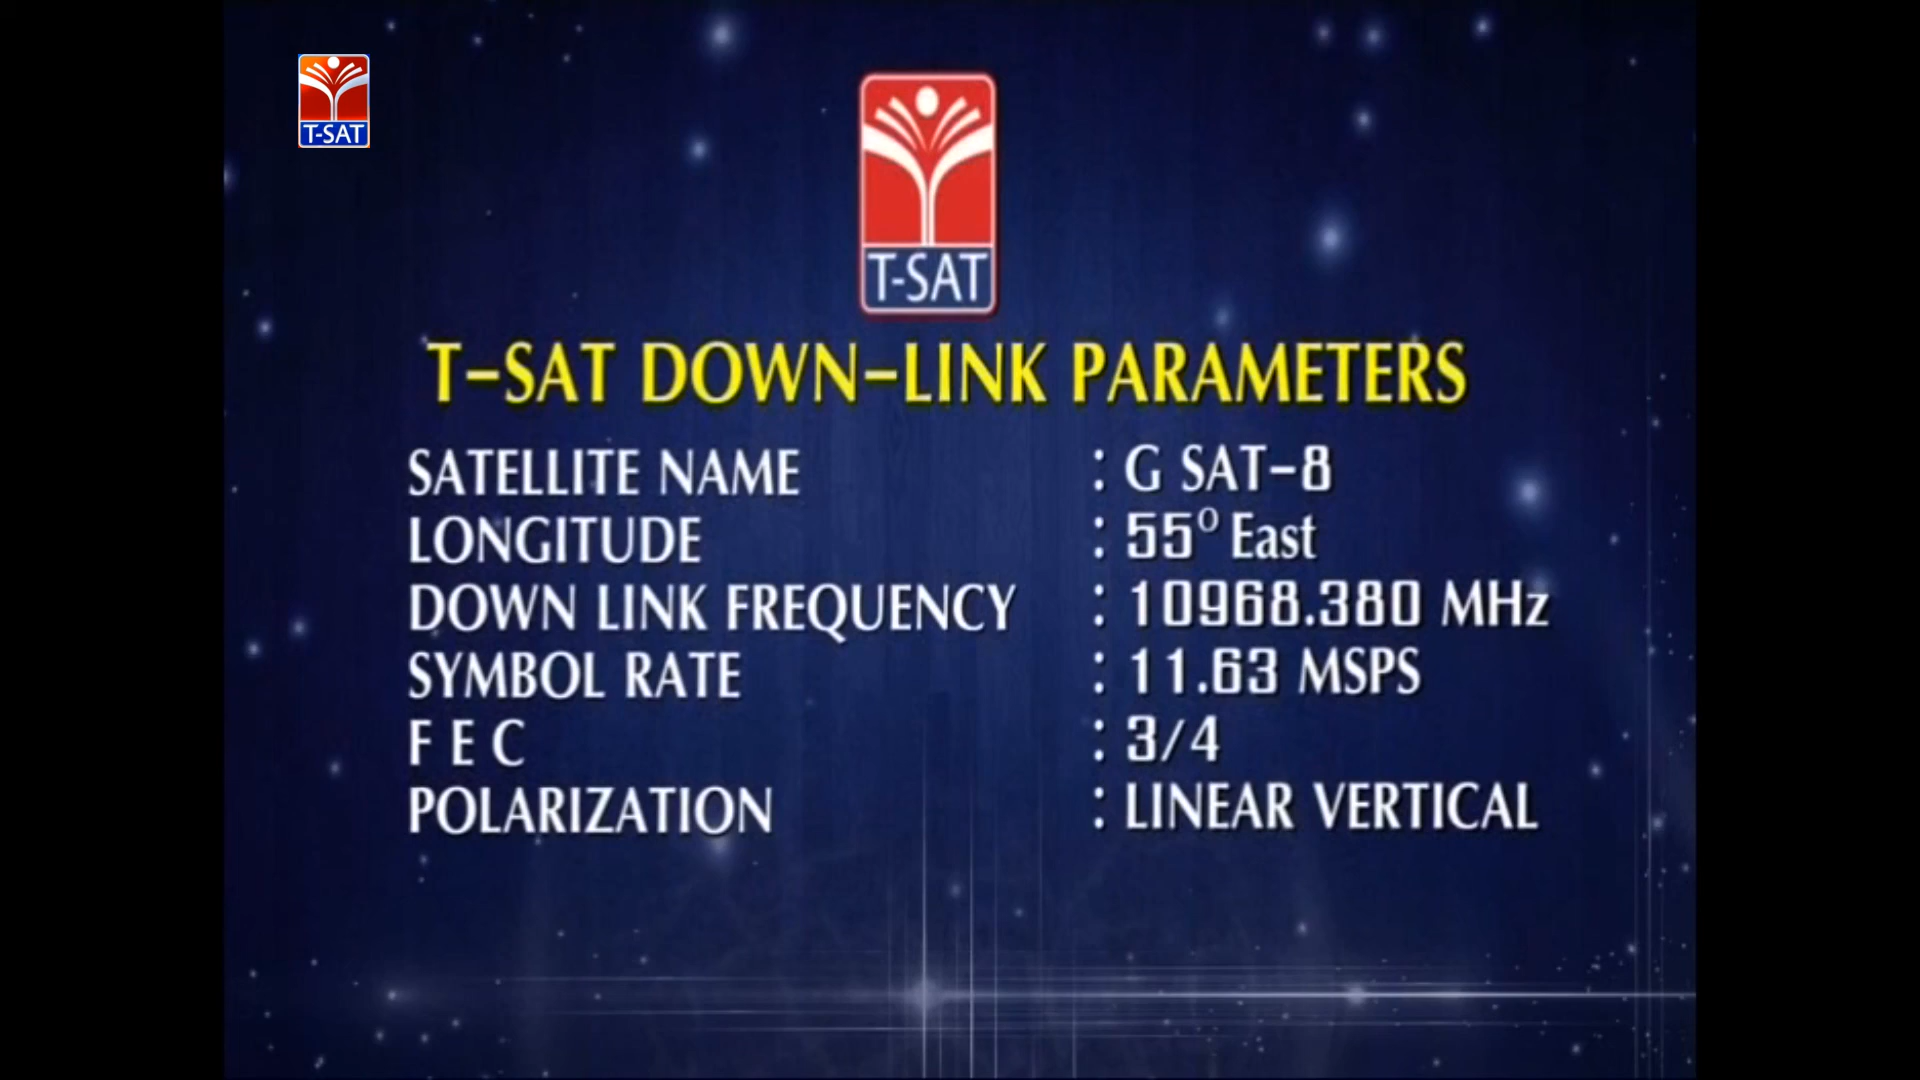 T-SAT
T-SAT
T-SAT DOWN-LINK PARAMETERS
SATELLITE NAME : G SAT-8
LONGITUDE : 55° East
DOWN LINK FREQUENCY : 10968.380 MHz
SYMBOL RATE : 11.63 MSPS
F E C : 3/4
POLARIZATION : LINEAR VERTICAL